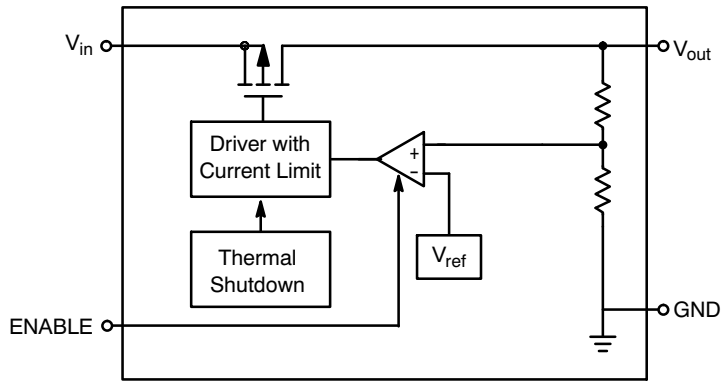 Vin
Vout
Driver with
Current Limit
+
-
Thermal
Shutdown
Vref
ENABLE
GND